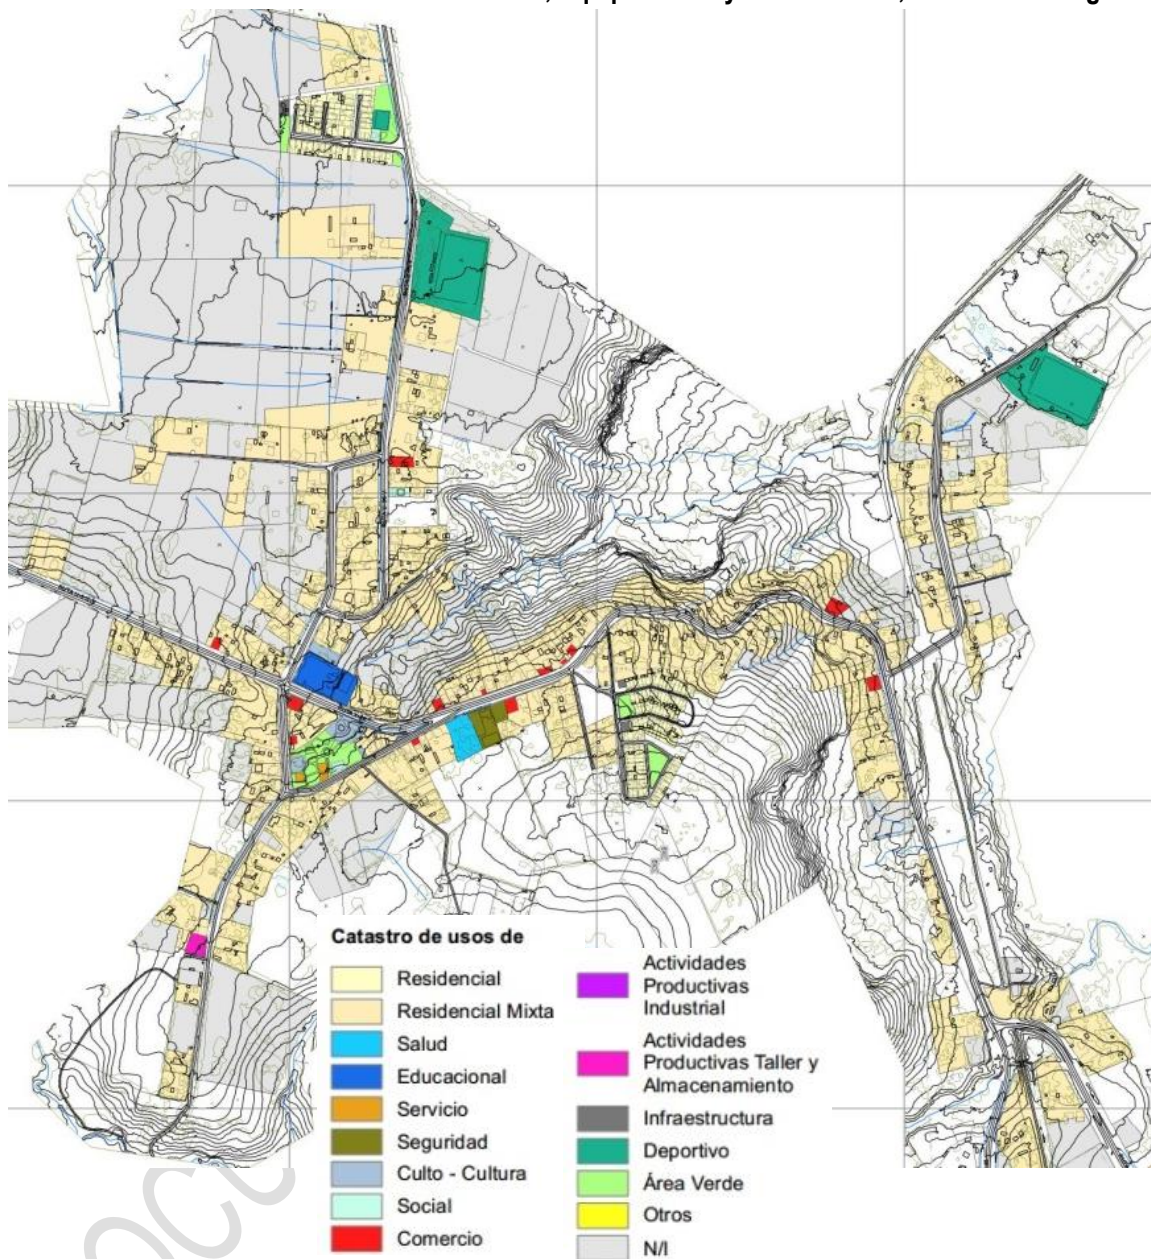 Catastro de usos de
Residencial
Residencial Mixta
Salud
Educacional
Servicio
Seguridad
Culto - Cultura
Social
Comercio
Actividades
Productivas
Industrial
Actividades
Productivas Taller y
Almacenamiento
Infraestructura
Deportivo
Área Verde
Otros
N/I